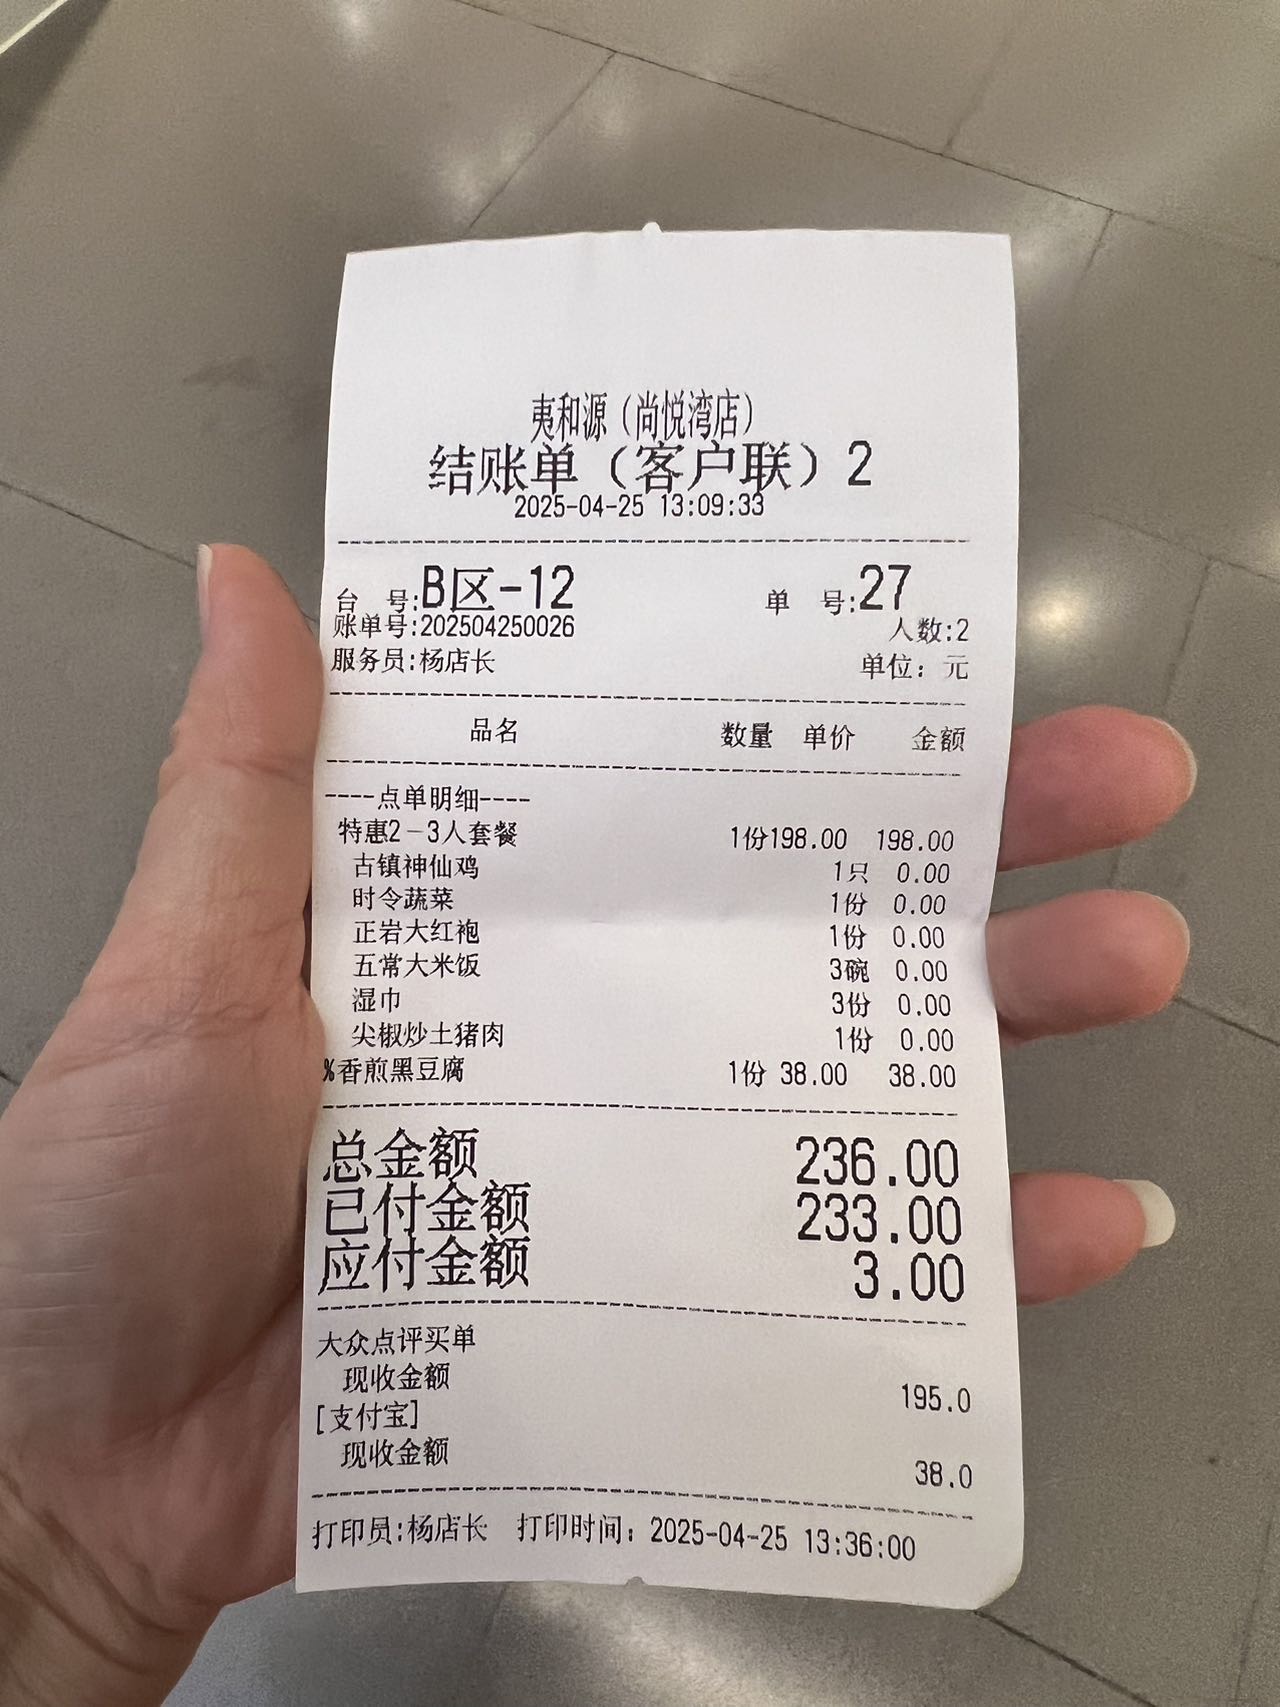 夷和源（尚悦湾店）
结账单（客户联）2
2025-04-25 13:09:33
台 号:B区-12 单 号:27
账单号:202504250026 人数:2
服务员:杨店长 单位：元
品名 数量 单价 金额
----点单明细----
特惠2－3人套餐 1份198.00 198.00
古镇神仙鸡 1只 0.00
时令蔬菜 1份 0.00
正岩大红袍 1份 0.00
五常大米饭 3碗 0.00
湿巾 3份 0.00
尖椒炒土猪肉 1份 0.00
%香煎黑豆腐 1份 38.00 38.00
总金额 236.00
已付金额 233.00
应付金额 3.00
大众点评买单
现收金额 195.0
[支付宝]
现收金额 38.0
打印员:杨店长 打印时间：2025-04-25 13:36:00